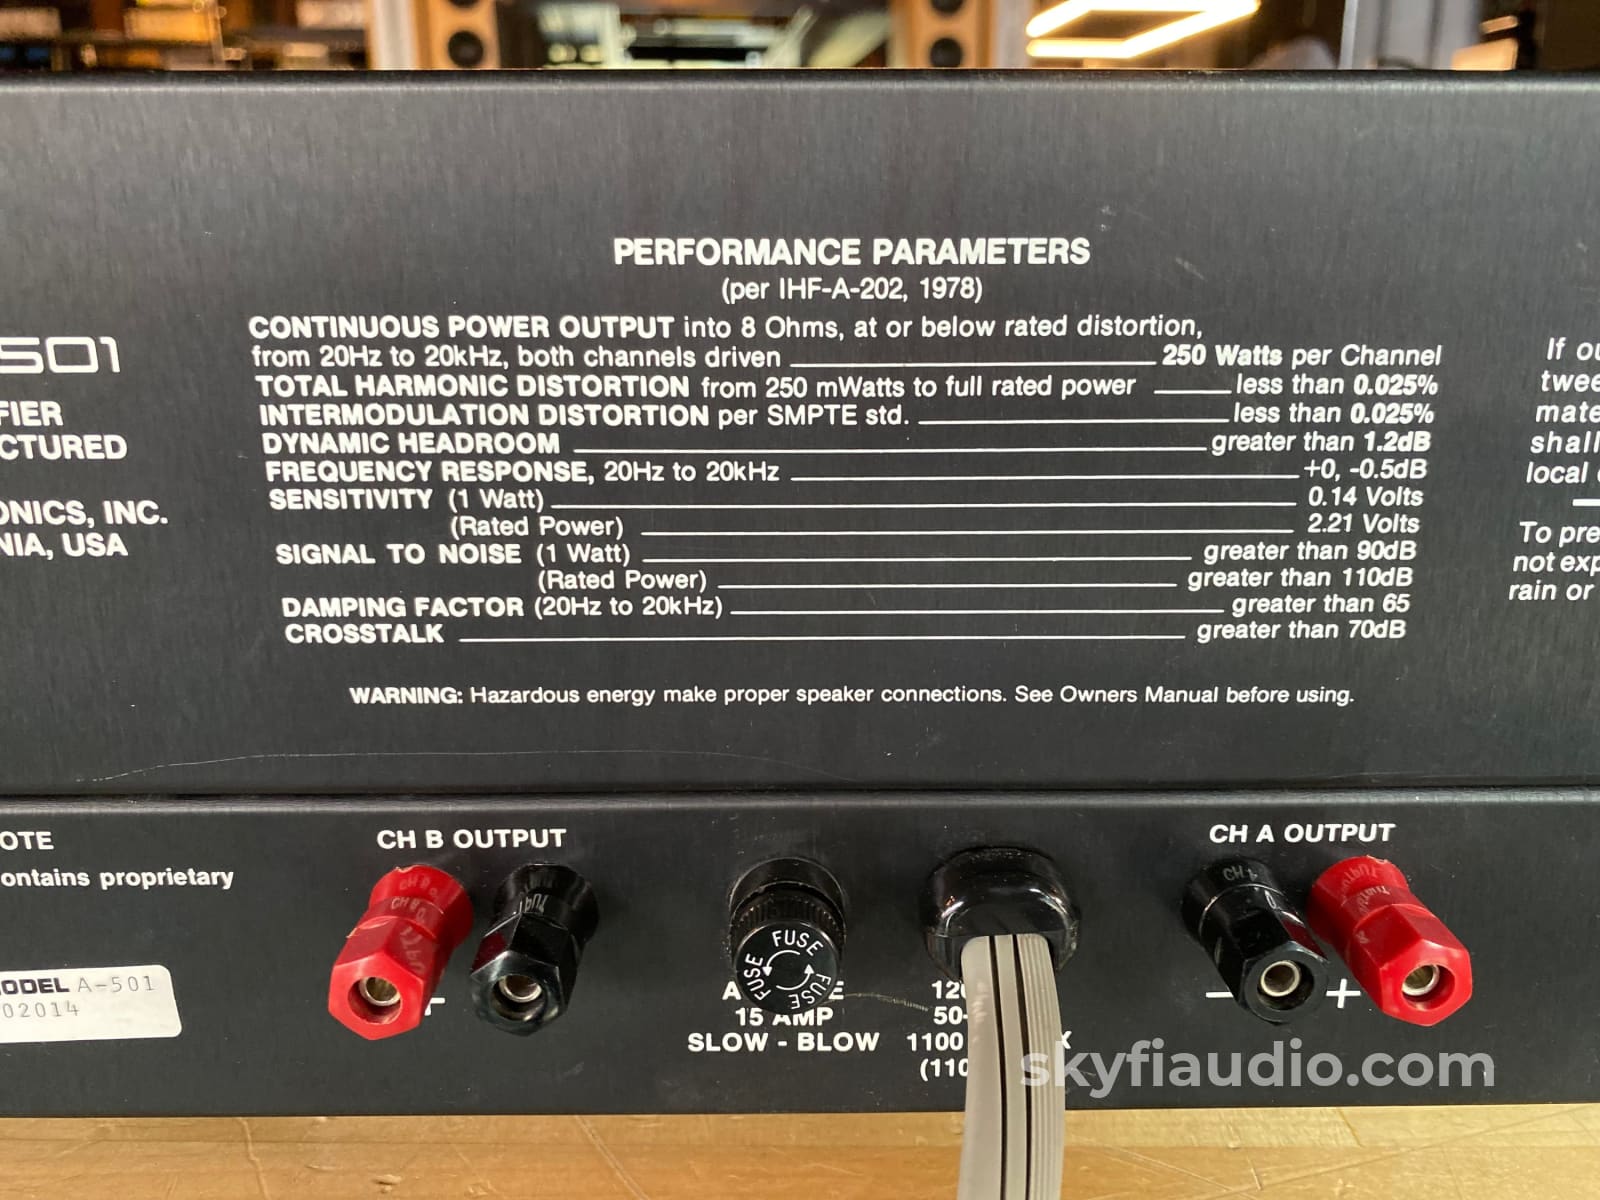 501
FIER
CTURED
ONICS, INC.
NIA, USA
PERFORMANCE PARAMETERS
(per IHF-A-202, 1978)
CONTINUOUS POWER OUTPUT into 8 Ohms, at or below rated distortion,
from 20Hz to 20kHz, both channels driven 250 Watts per Channel
TOTAL HARMONIC DISTORTION from 250 mWatts to full rated power less than 0.025%
INTERMODULATION DISTORTION per SMPTE std. less than 0.025%
DYNAMIC HEADROOM greater than 1.2dB
FREQUENCY RESPONSE, 20Hz to 20kHz +0, -0.5dB
SENSITIVITY (1 Watt) 0.14 Volts
(Rated Power) 2.21 Volts
SIGNAL TO NOISE (1 Watt) greater than 90dB
(Rated Power) greater than 110dB
DAMPING FACTOR (20Hz to 20kHz) greater than 65
CROSSTALK greater than 70dB
WARNING: Hazardous energy make proper speaker connections. See Owners Manual before using.
If ou
twee
mate
shall
local
To pre
not exp
rain or
OTE
ontains proprietary
ODEL A-501
02014
CH B OUTPUT
+
FUSE FUSE FUSE
15 AMP
SLOW - BLOW
120
50-
1100
(110
CH A OUTPUT
- +
skyfiaudio.com